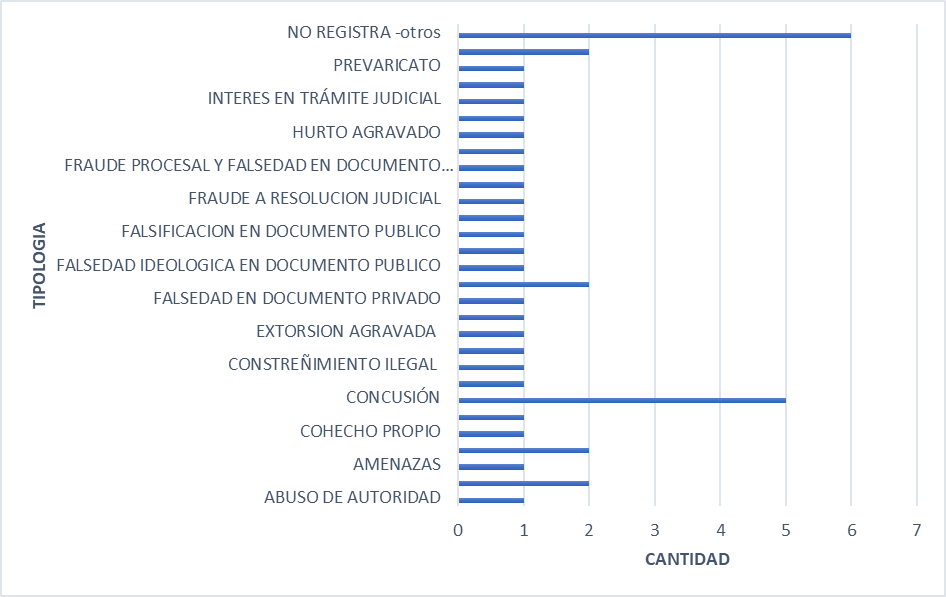 NO REGISTRA -otros
PREVARICATO
INTERES EN TRÁMITE JUDICIAL
HURTO AGRAVADO
FRAUDE PROCESAL Y FALSEDAD EN DOCUMENTO...
FRAUDE A RESOLUCION JUDICIAL
FALSIFICACION EN DOCUMENTO PUBLICO
FALSEDAD IDEOLOGICA EN DOCUMENTO PUBLICO
FALSEDAD EN DOCUMENTO PRIVADO
EXTORSION AGRAVADA
CONSTREÑIMIENTO ILEGAL
CONCUSIÓN
COHECHO PROPIO
AMENAZAS
ABUSO DE AUTORIDAD
TIPOLOGIA
0 1 2 3 4 5 6 7
CANTIDAD